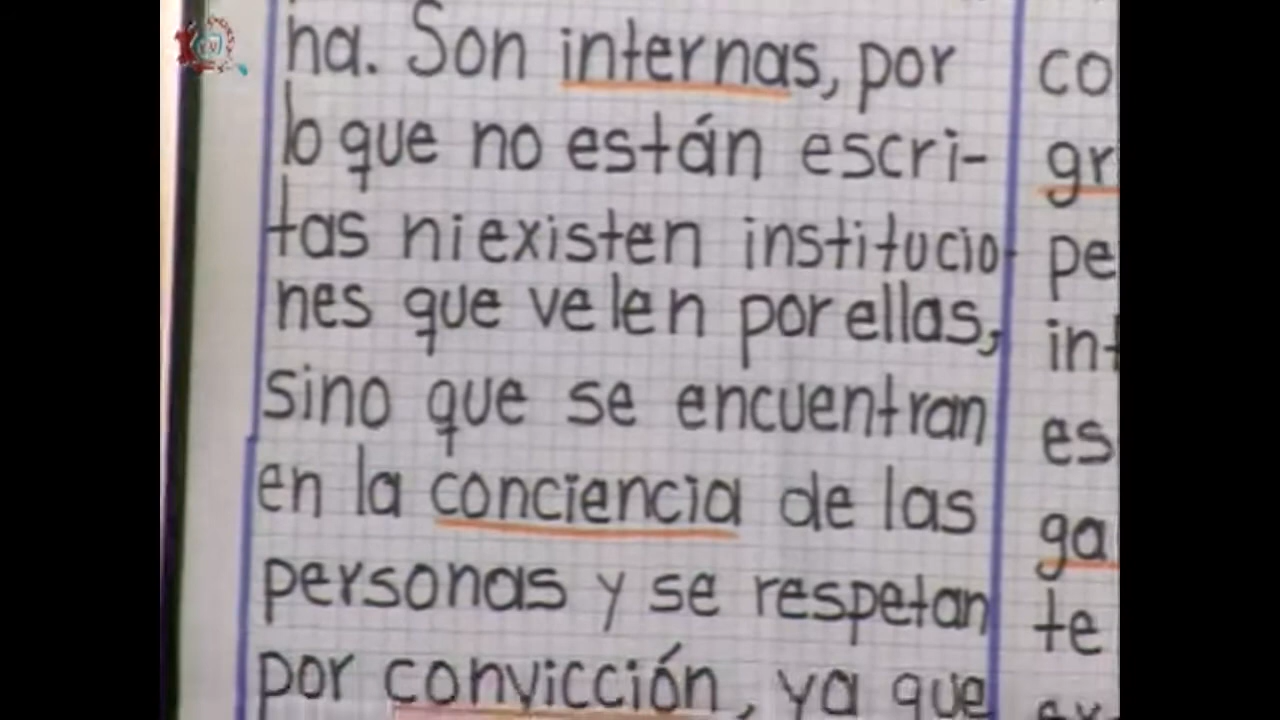 ha. Son internas, por
lo que no están escri-
tas ni existen institucio-
nes que velen por ellas,
sino que se encuentran
en la conciencia de las
personas y se respetan
por convicción, ya que
co
gr
pe
int
es
ga
te